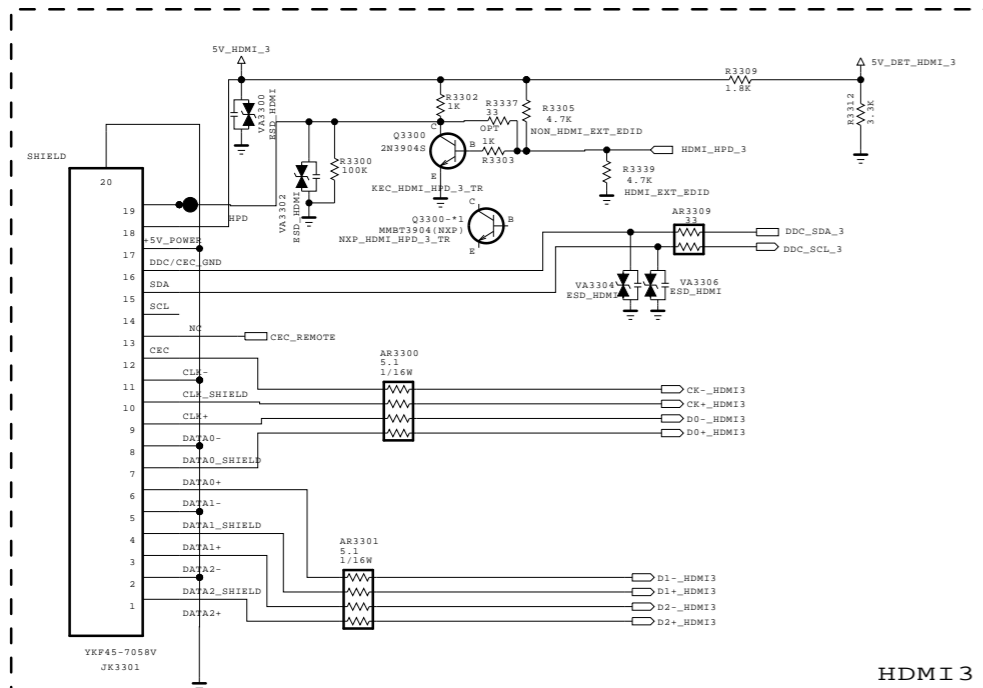 5V_HDMI_3
5V_DET_HDMI_3
R3309
1.8K
R3312
3.3K
VA3300
ESD_HDMI
R3302
1K
R3337
33
OPT
R3305
4.7K
NON_HDMI_EXT_EDID
Q3300
2N3904S
C
B
E
1K
R3303
HDMI_HPD_3
R3339
4.7K
HDMI_EXT_EDID
R3300
100K
VA3302
ESD_HDMI
KEC_HDMI_HPD_3_TR
C
Q3300-*1
MMBT3904(NXP)
NXP_HDMI_HPD_3_TR
B
E
AR3309
33
DDC_SDA_3
DDC_SCL_3
VA3304
ESD_HDMI
VA3306
ESD_HDMI
SHIELD
20
19
HPD
18
+5V_POWER
17
DDC/CEC_GND
16
SDA
15
SCL
14
NC
13
CEC_REMOTE
CEC
12
CLK-
11
CLK_SHIELD
10
CLK+
9
DATA0-
8
DATA0_SHIELD
7
DATA0+
6
DATA1-
5
DATA1_SHIELD
4
DATA1+
3
DATA2-
2
DATA2_SHIELD
1
DATA2+
AR3300
5.1
1/16W
CK-_HDMI3
CK+_HDMI3
D0-_HDMI3
D0+_HDMI3
AR3301
5.1
1/16W
D1-_HDMI3
D1+_HDMI3
D2-_HDMI3
D2+_HDMI3
YKF45-7058V
JK3301
HDMI3